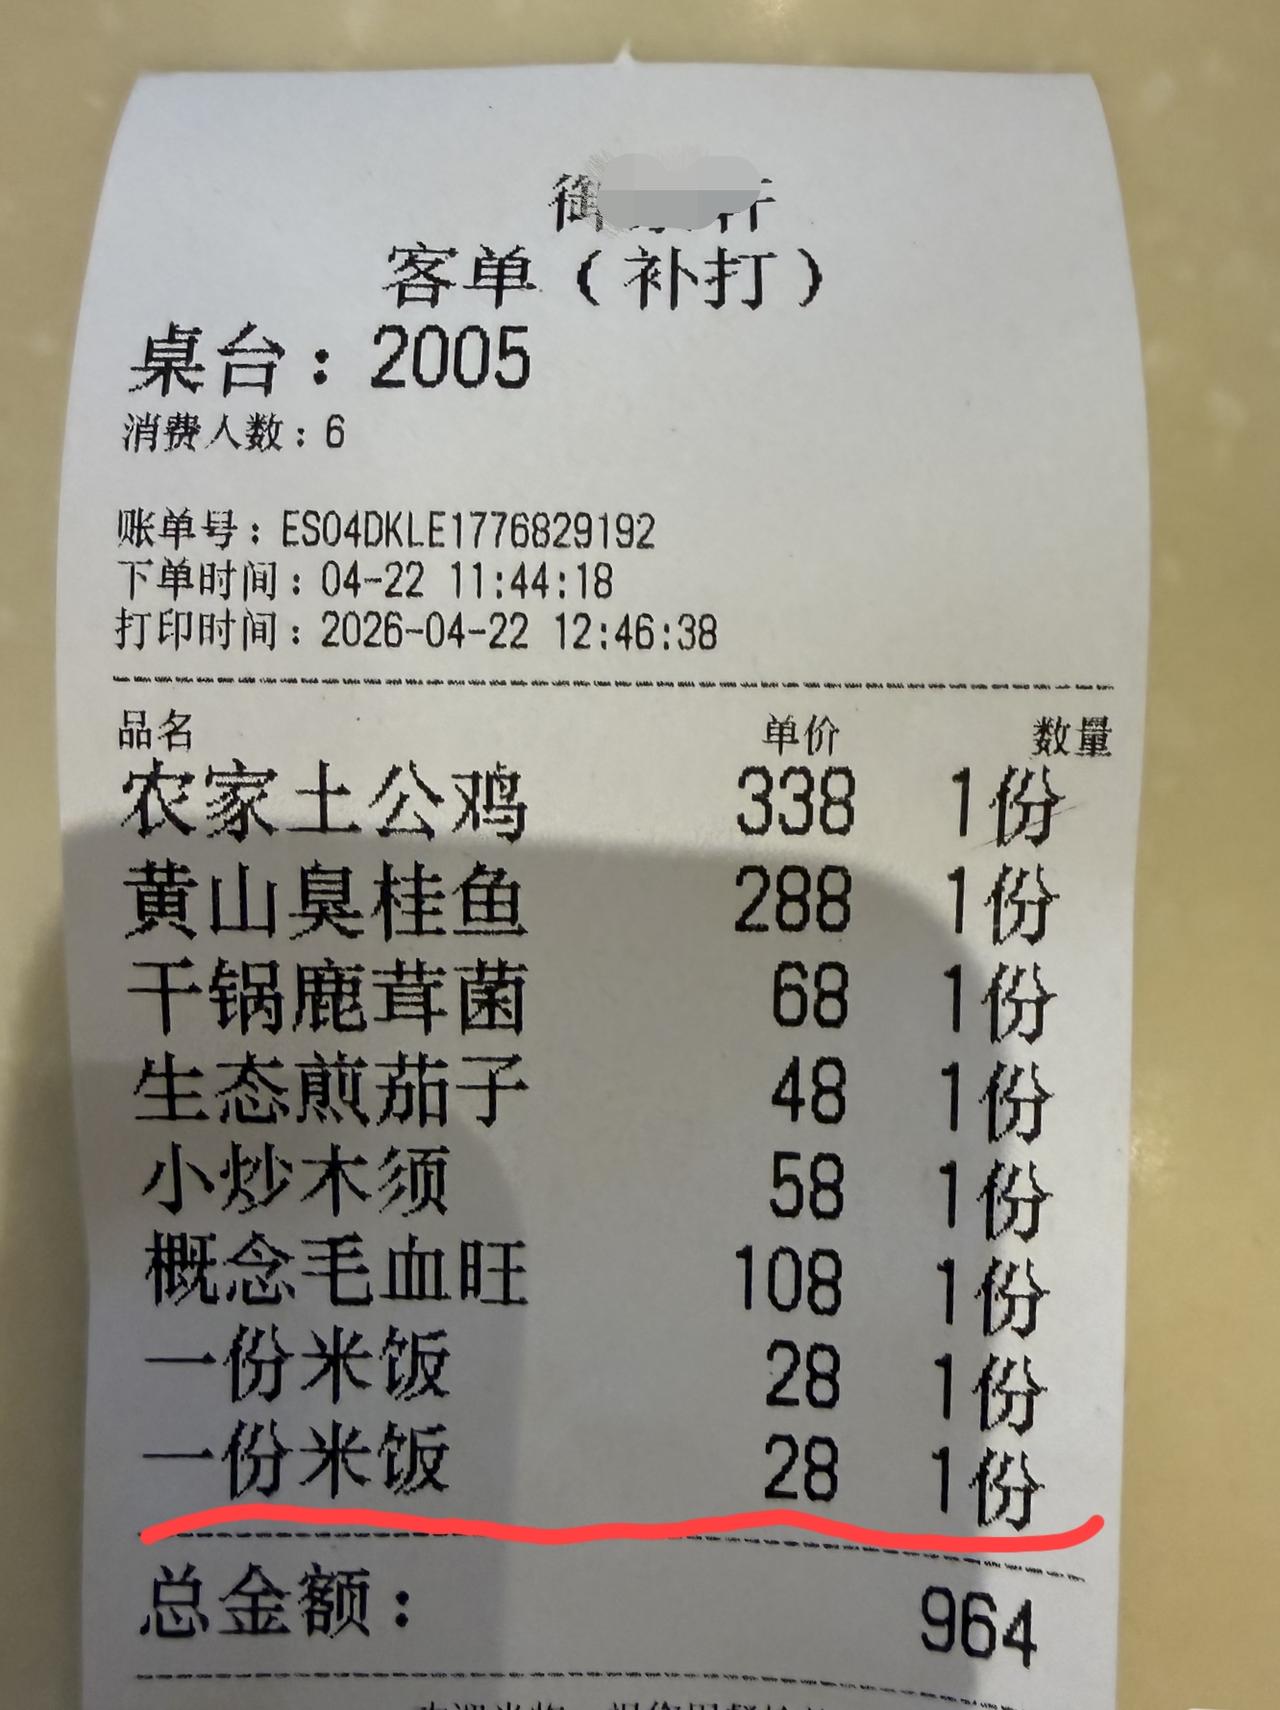 御
客单（补打）
桌台：2005
消费人数：6
账单号：ES04DKLE1776829192
下单时间：04-22 11:44:18
打印时间：2026-04-22 12:46:38
品名 单价 数量
农家土公鸡 338 1份
黄山臭桂鱼 288 1份
干锅鹿茸菌 68 1份
生态煎茄子 48 1份
小炒木须 58 1份
概念毛血旺 108 1份
一份米饭 28 1份
一份米饭 28 1份
总金额： 964